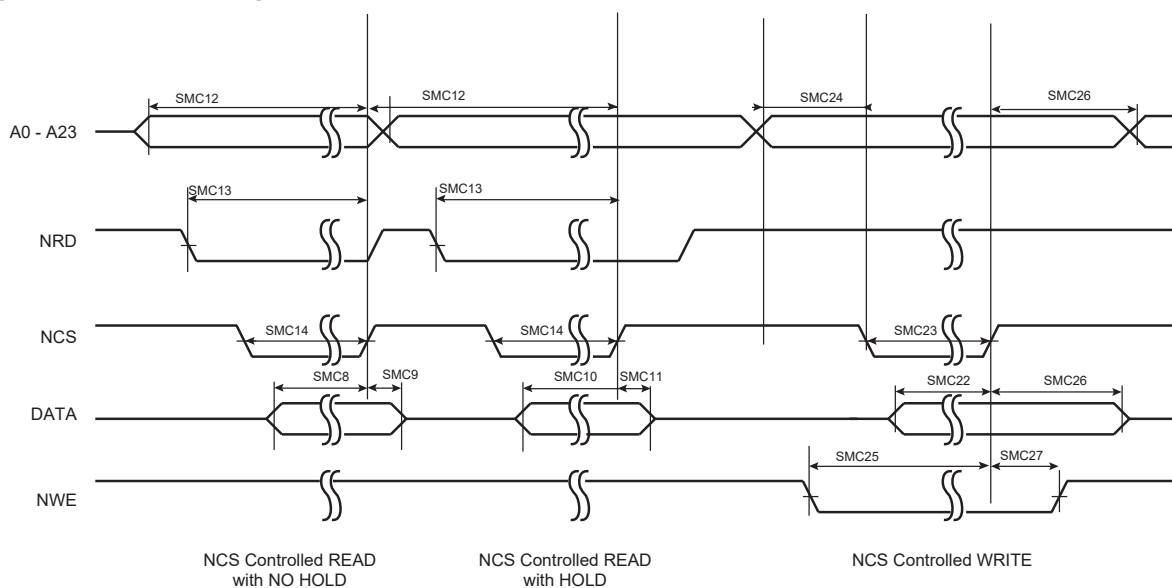 SMC12
SMC12
SMC24
SMC26
A0 - A23
SMC13
SMC13
NRD
NCS
SMC14
SMC14
SMC23
SMC8
SMC9
SMC10
SMC11
SMC22
SMC26
DATA
SMC25
SMC27
NWE
NCS Controlled READ
with NO HOLD
NCS Controlled READ
with HOLD
NCS Controlled WRITE